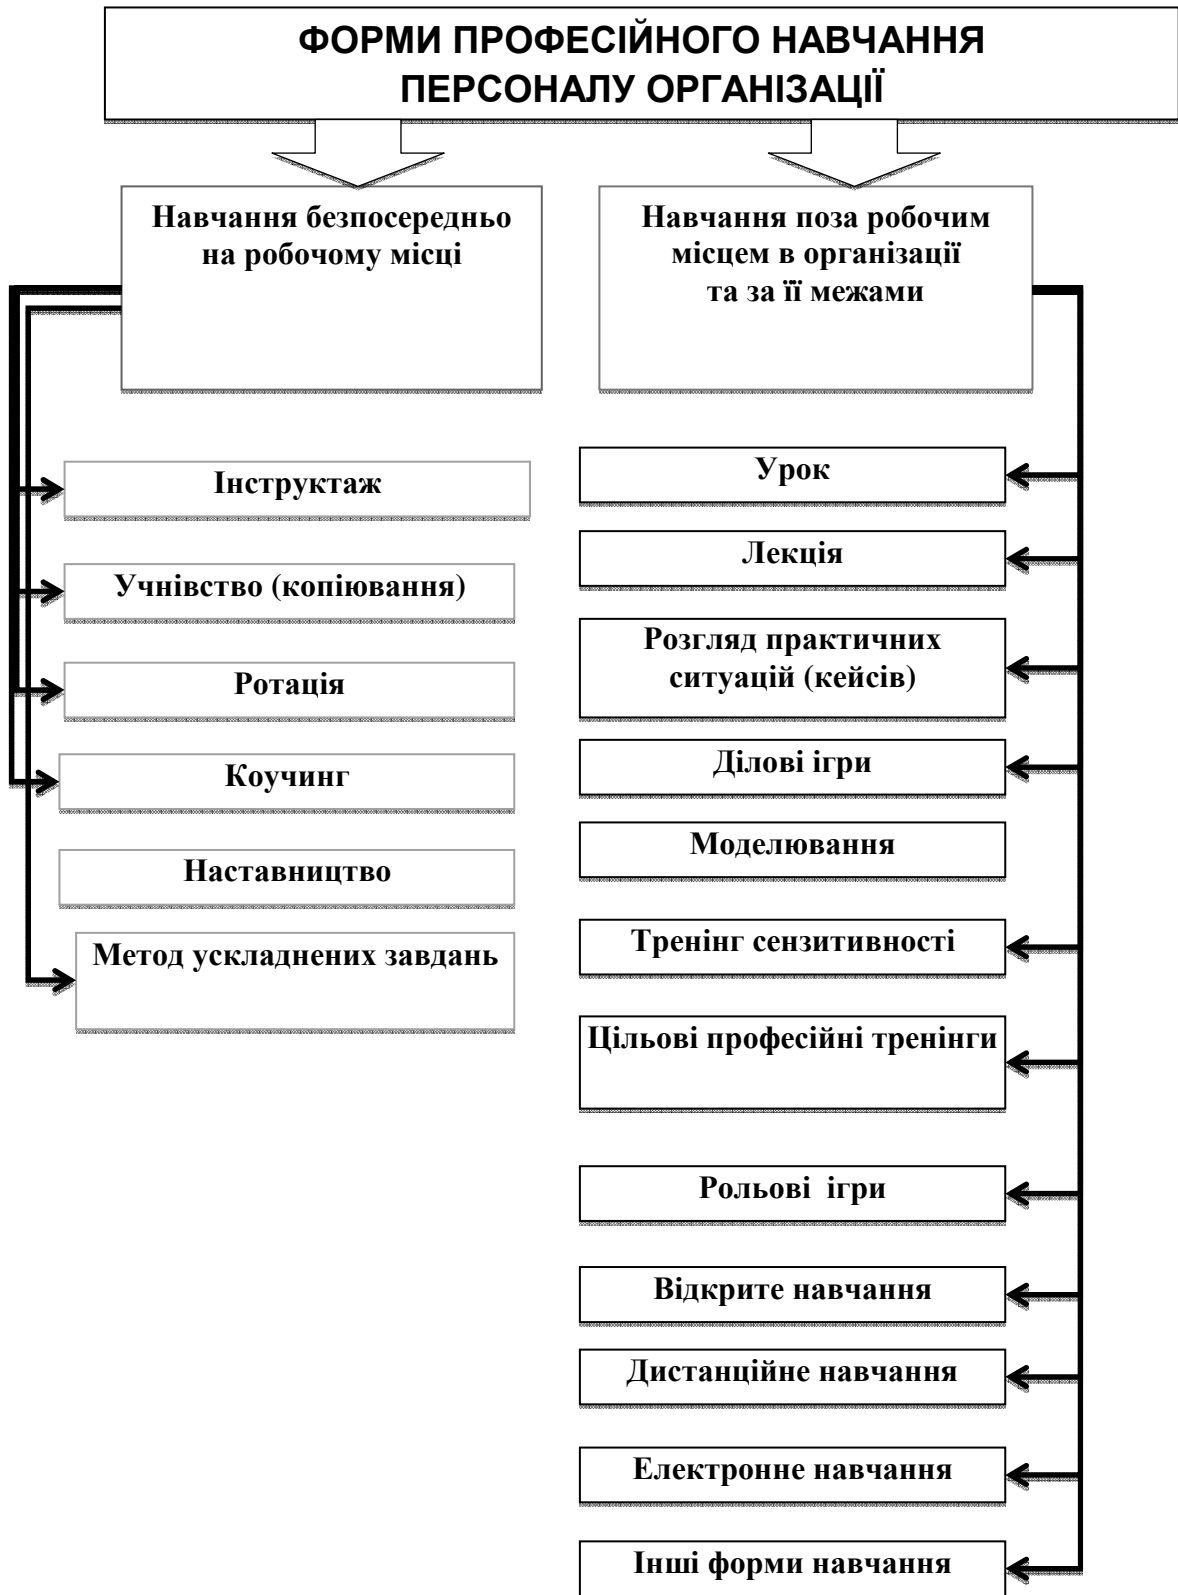 ФОРМИ ПРОФЕСІЙНОГО НАВЧАННЯ
ПЕРСОНАЛУ ОРГАНІЗАЦІЇ
Навчання безпосередньо
на робочому місці
Навчання поза робочим
місцем в організації
та за її межами
Інструктаж
Учнівство (копіювання)
Ротація
Коучинг
Наставництво
Метод ускладнених завдань
Урок
Лекція
Розгляд практичних
ситуацій (кейсів)
Ділові ігри
Моделювання
Тренінг сензитивності
Цільові професійні тренінги
Рольові ігри
Відкрите навчання
Дистанційне навчання
Електронне навчання
Інші форми навчання